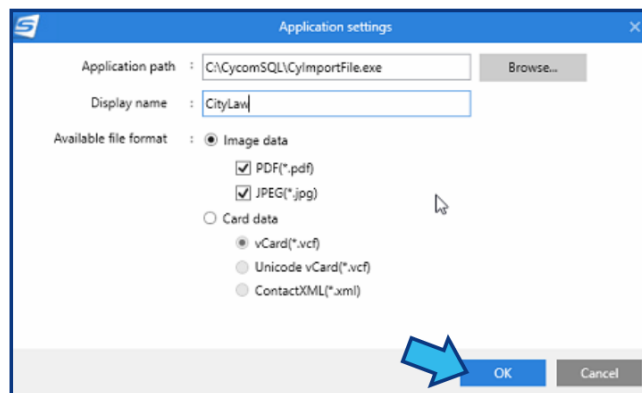 Application settings
Application path : C:\CycomSQL\CyImportFile.exe Browse...
Display name : CityLaw
Available file format : Image data
PDF(*.pdf)
JPEG(*.jpg)
Card data
vCard(*.vcf)
Unicode vCard(*.vcf)
ContactXML(*.xml)
OK Cancel